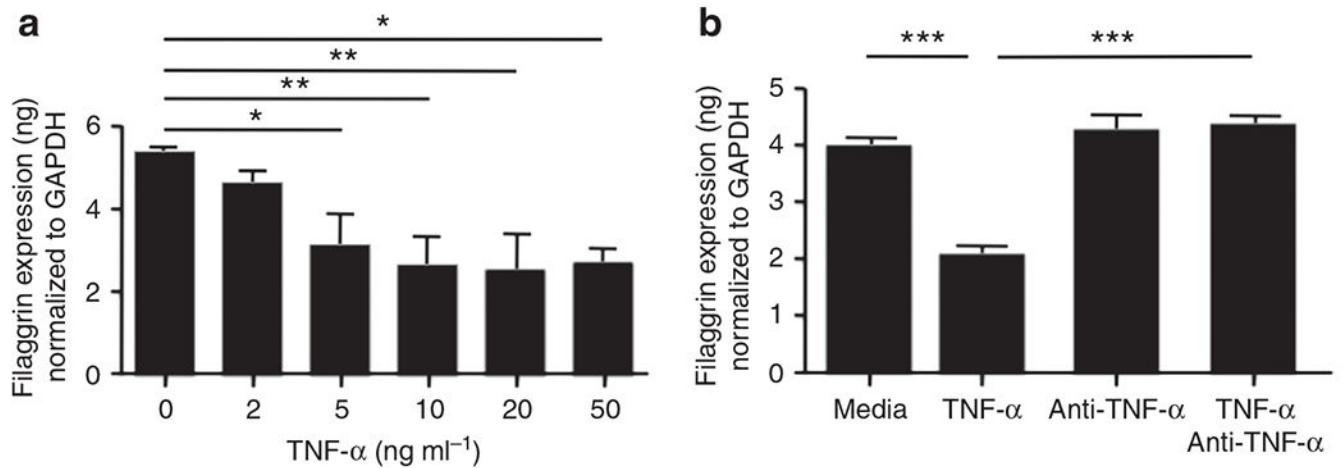 a
*
**
**
*
Filaggrin expression (ng)
normalized to GAPDH
6
4
2
0
0 2 5 10 20 50
TNF-α (ng ml⁻¹)
b
*** ***
Filaggrin expression (ng)
normalized to GAPDH
5
4
3
2
1
0
Media TNF-α Anti-TNF-α TNF-α
Anti-TNF-α